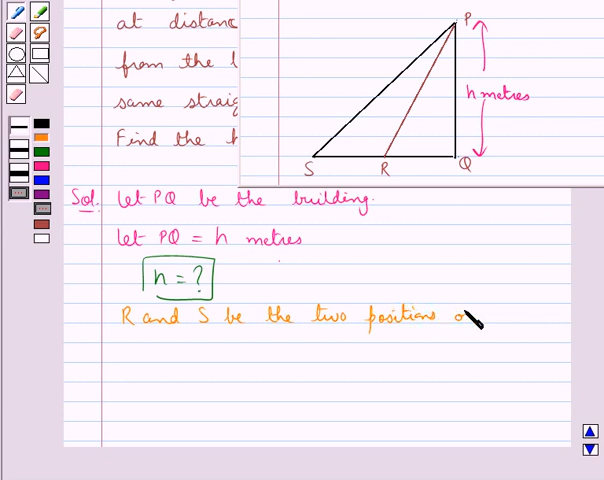 at distanc
from the
same straig
Find the
P
h metres
S
R
Q
Sol. Let PQ be the building.
Let PQ = h metres
h = ?
R and S be the two positions o